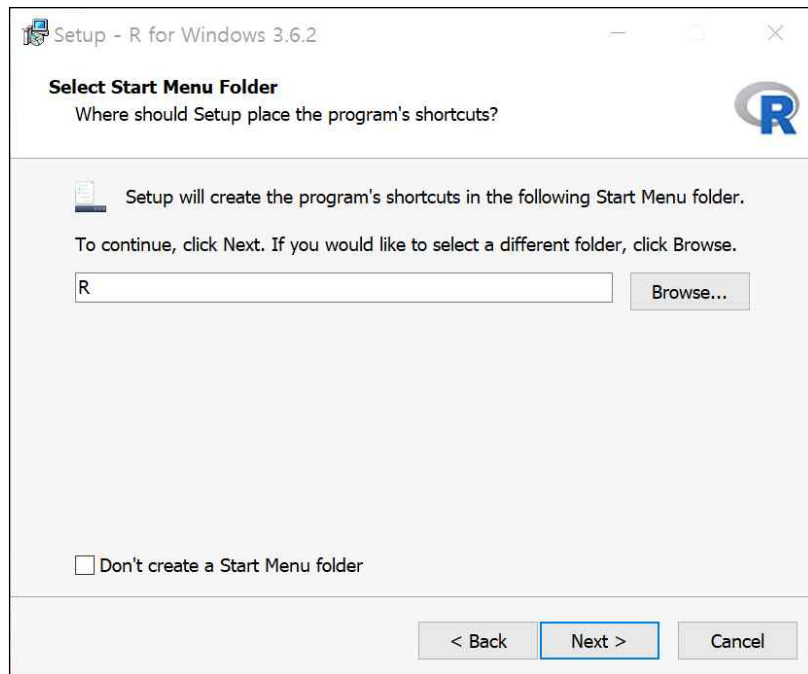 Setup - R for Windows 3.6.2
Select Start Menu Folder
Where should Setup place the program's shortcuts?
R
Setup will create the program's shortcuts in the following Start Menu folder.
To continue, click Next. If you would like to select a different folder, click Browse.
R
Browse...
Don't create a Start Menu folder
< Back
Next >
Cancel